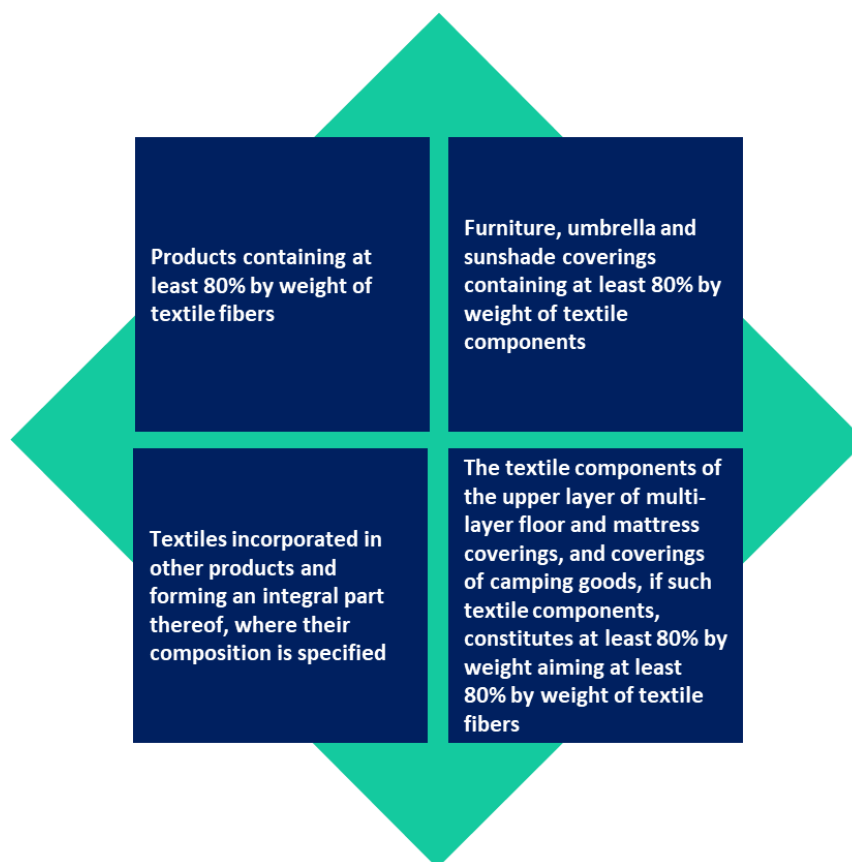 Products containing at
least 80% by weight of
textile fibers
Furniture, umbrella and
sunshade coverings
containing at least 80% by
weight of textile
components
Textiles incorporated in
other products and
forming an integral part
thereof, where their
composition is specified
The textile components of
the upper layer of multi-
layer floor and mattress
coverings, and coverings
of camping goods, if such
textile components,
constitutes at least 80% by
weight aiming at least
80% by weight of textile
fibers